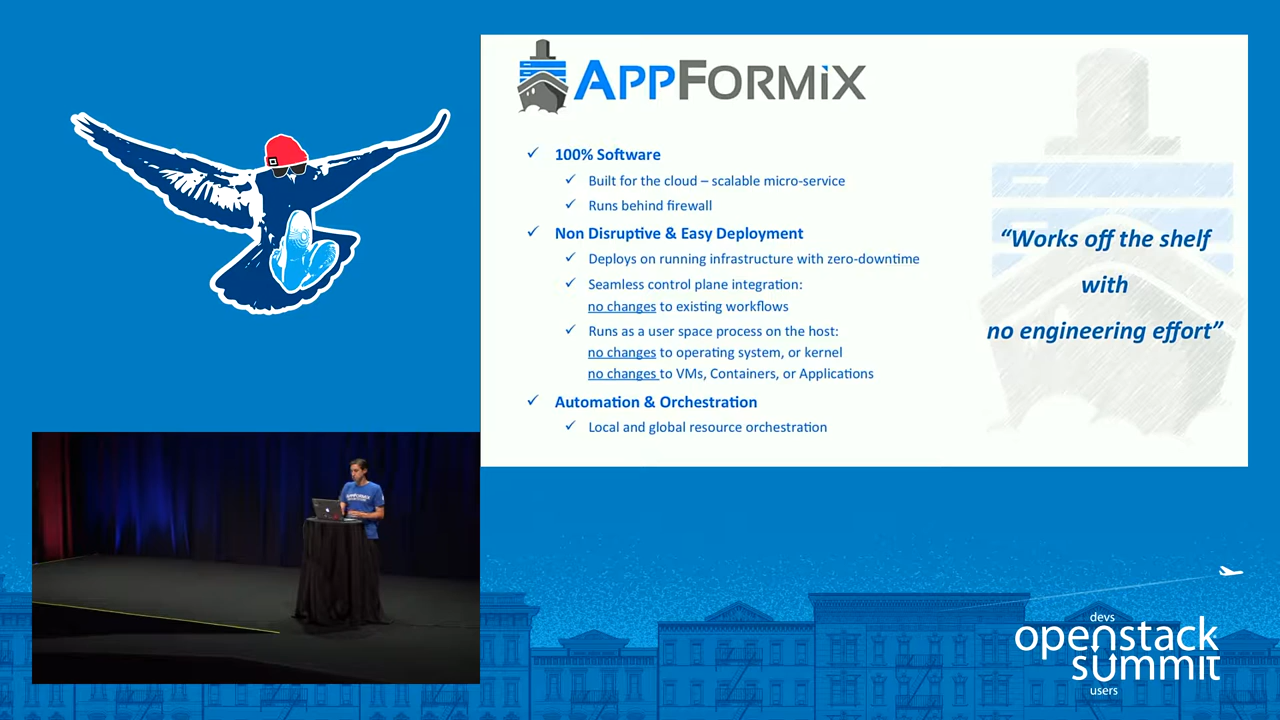 APPFORMIX
100% Software
Built for the cloud – scalable micro-service
Runs behind firewall
Non Disruptive & Easy Deployment
Deploys on running infrastructure with zero-downtime
Seamless control plane integration:
no changes to existing workflows
Runs as a user space process on the host:
no changes to operating system, or kernel
no changes to VMs, Containers, or Applications
Automation & Orchestration
Local and global resource orchestration
“Works off the shelf
with
no engineering effort”
APPFORMIX
devs
openstack
summit
users